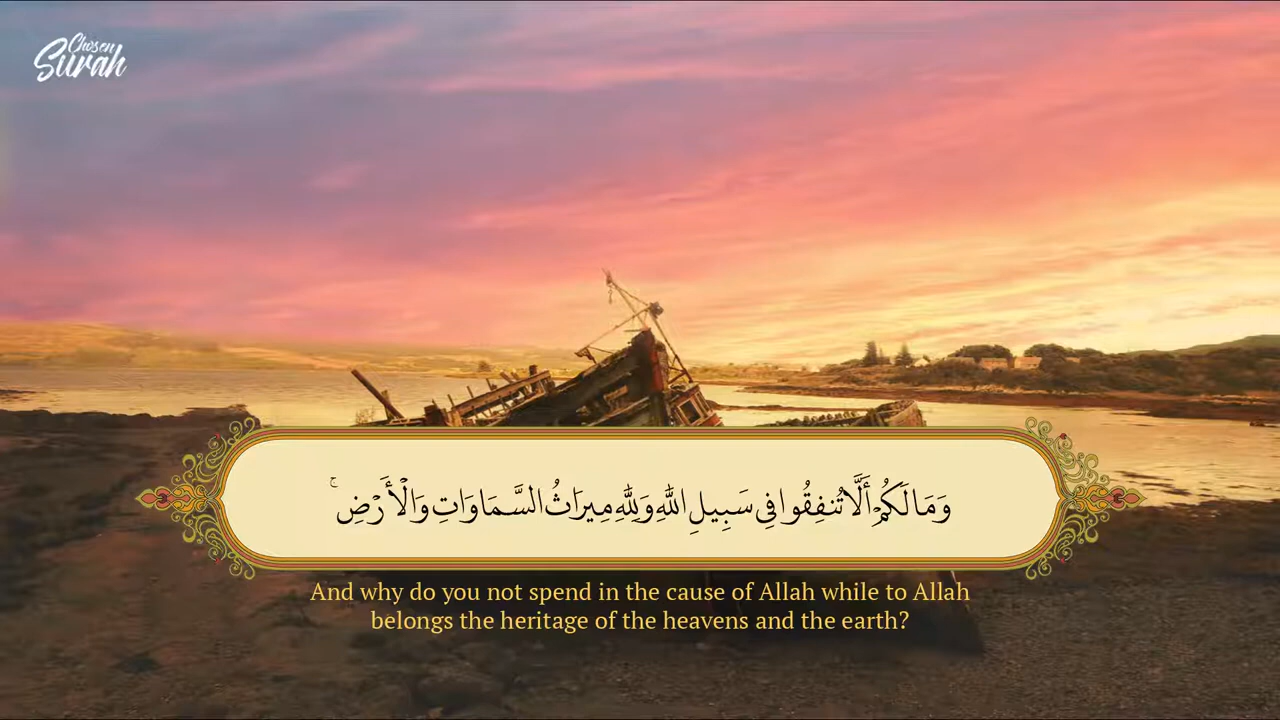 Chosen
Surah
وَمَا لَكُمْ أَلَّا تُنفِقُوا فِي سَبِيلِ اللَّهِ وَلِلَّهِ مِيرَاثُ السَّمَاوَاتِ وَالْأَرْضِ ۚ
And why do you not spend in the cause of Allah while to Allah
belongs the heritage of the heavens and the earth?